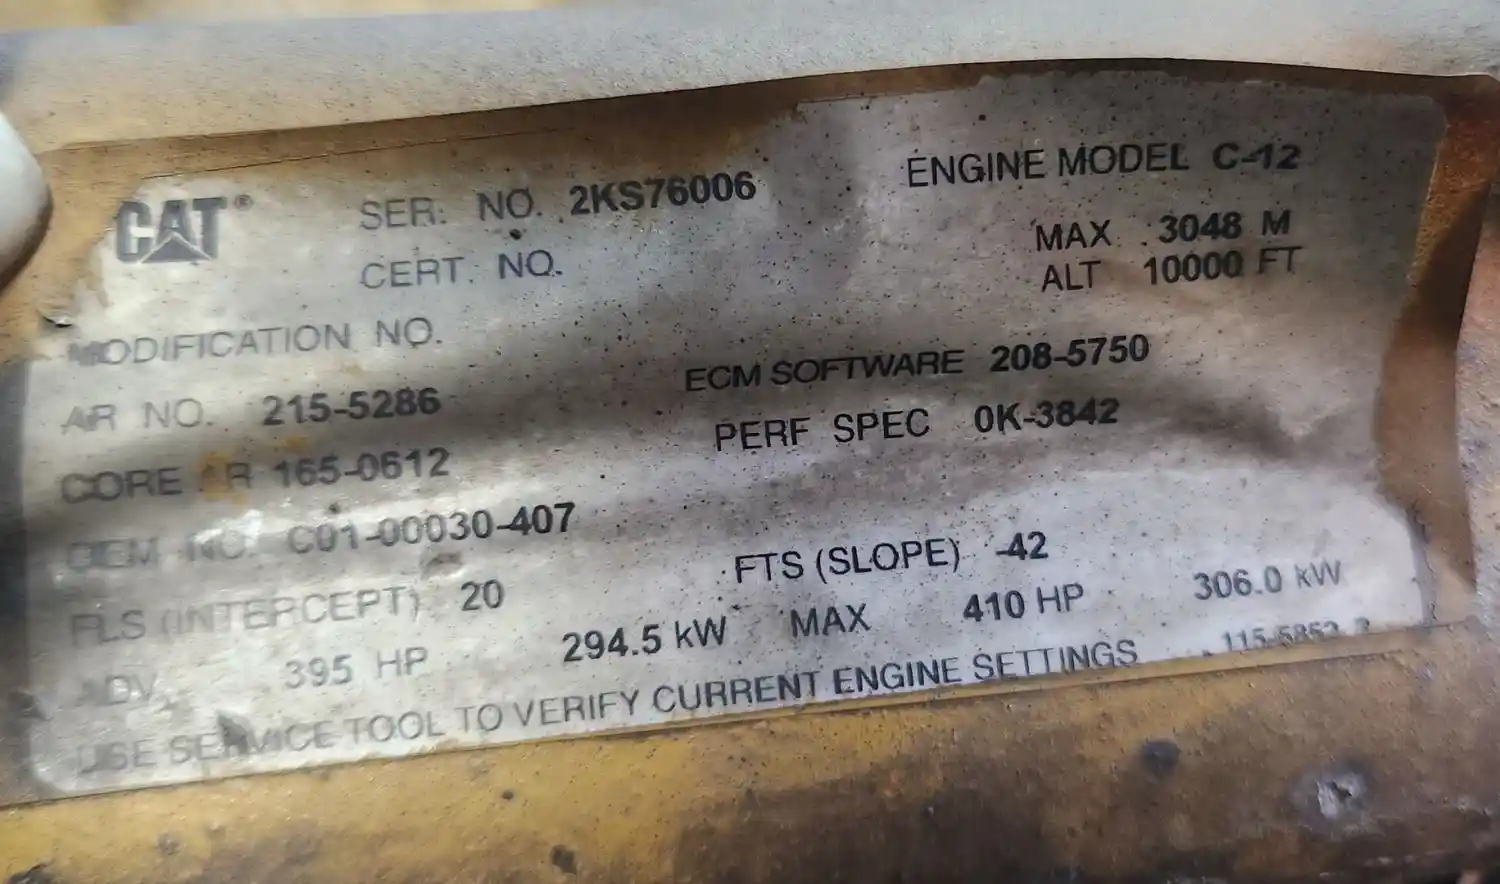 CAT® SER. NO. 2KS76006 ENGINE MODEL C-12
CERT. NO. MAX 3048 M
ALT 10000 FT
MODIFICATION NO.
AR NO. 215-5286 ECM SOFTWARE 208-5750
CORE AR 165-0612 PERF SPEC 0K-3842
OEM NO. C01-00030-407
FLS (INTERCEPT) 20 FTS (SLOPE) -42
ADV 395 HP 294.5 kW MAX 410 HP 306.0 kW
USE SERVICE TOOL TO VERIFY CURRENT ENGINE SETTINGS